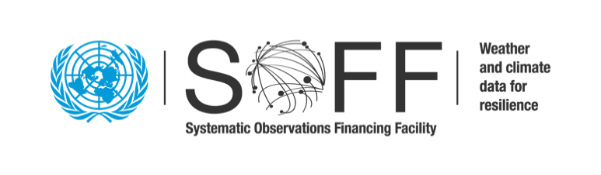 SOFF
Systematic Observations Financing Facility
Weather
and climate
data for
resilience